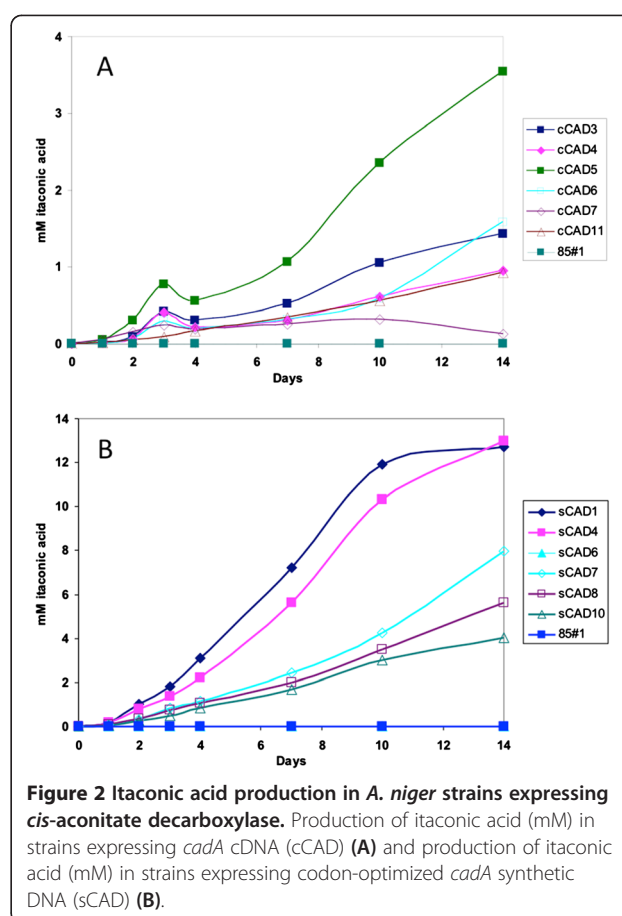 A
4
3
2
1
0
mM itaconic acid
0 2 4 6 8 10 12 14
Days
cCAD3
cCAD4
cCAD5
cCAD6
cCAD7
cCAD11
85#1
B
14
12
10
8
6
4
2
0
mM itaconic acid
0 2 4 6 8 10 12 14
Days
sCAD1
sCAD4
sCAD6
sCAD7
sCAD8
sCAD10
85#1
Figure 2 Itaconic acid production in A. niger strains expressing
cis-aconitate decarboxylase. Production of itaconic acid (mM) in
strains expressing cadA cDNA (cCAD) (A) and production of itaconic
acid (mM) in strains expressing codon-optimized cadA synthetic
DNA (sCAD) (B).